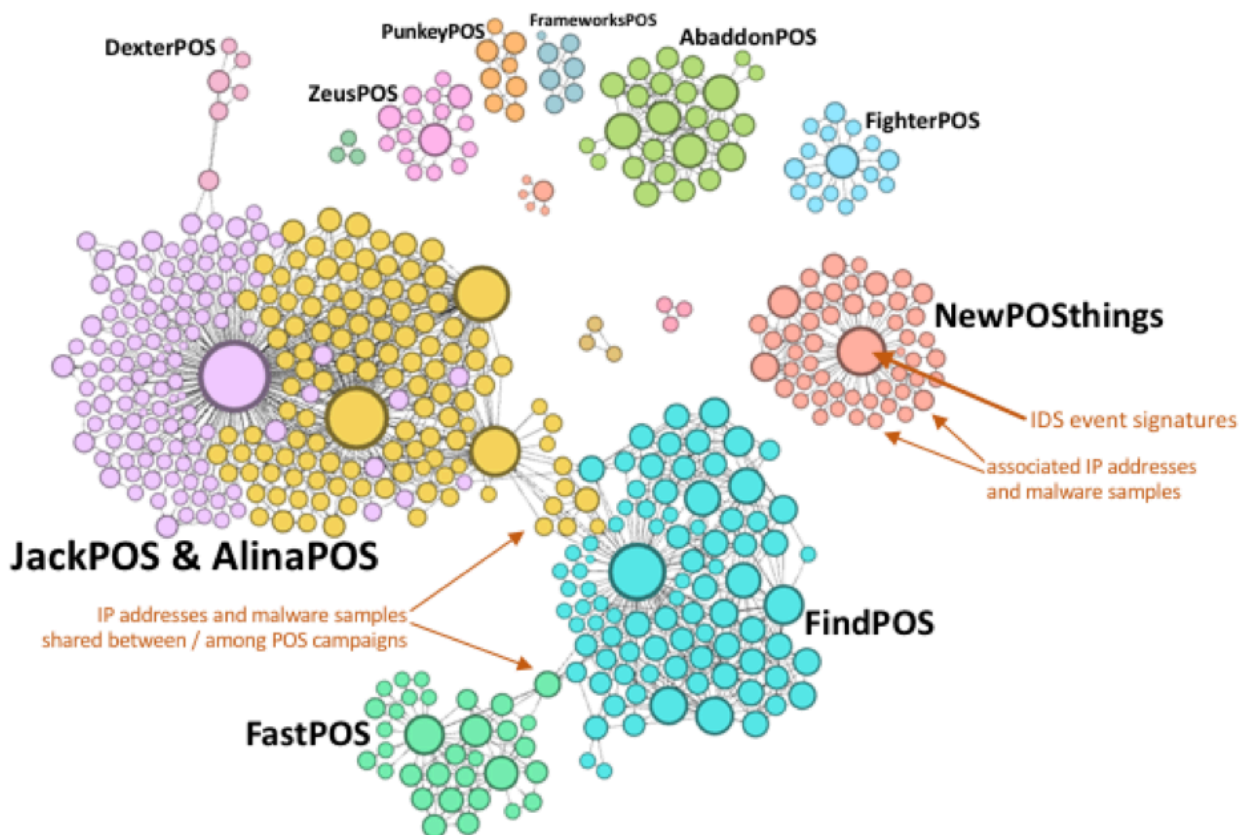 DexterPOS
PunkeyPOS
FrameworksPOS
AbaddonPOS
ZeusPOS
FighterPOS
NewPOSthings
IDS event signatures
associated IP addresses
and malware samples
JackPOS & AlinaPOS
IP addresses and malware samples
shared between / among POS campaigns
FindPOS
FastPOS